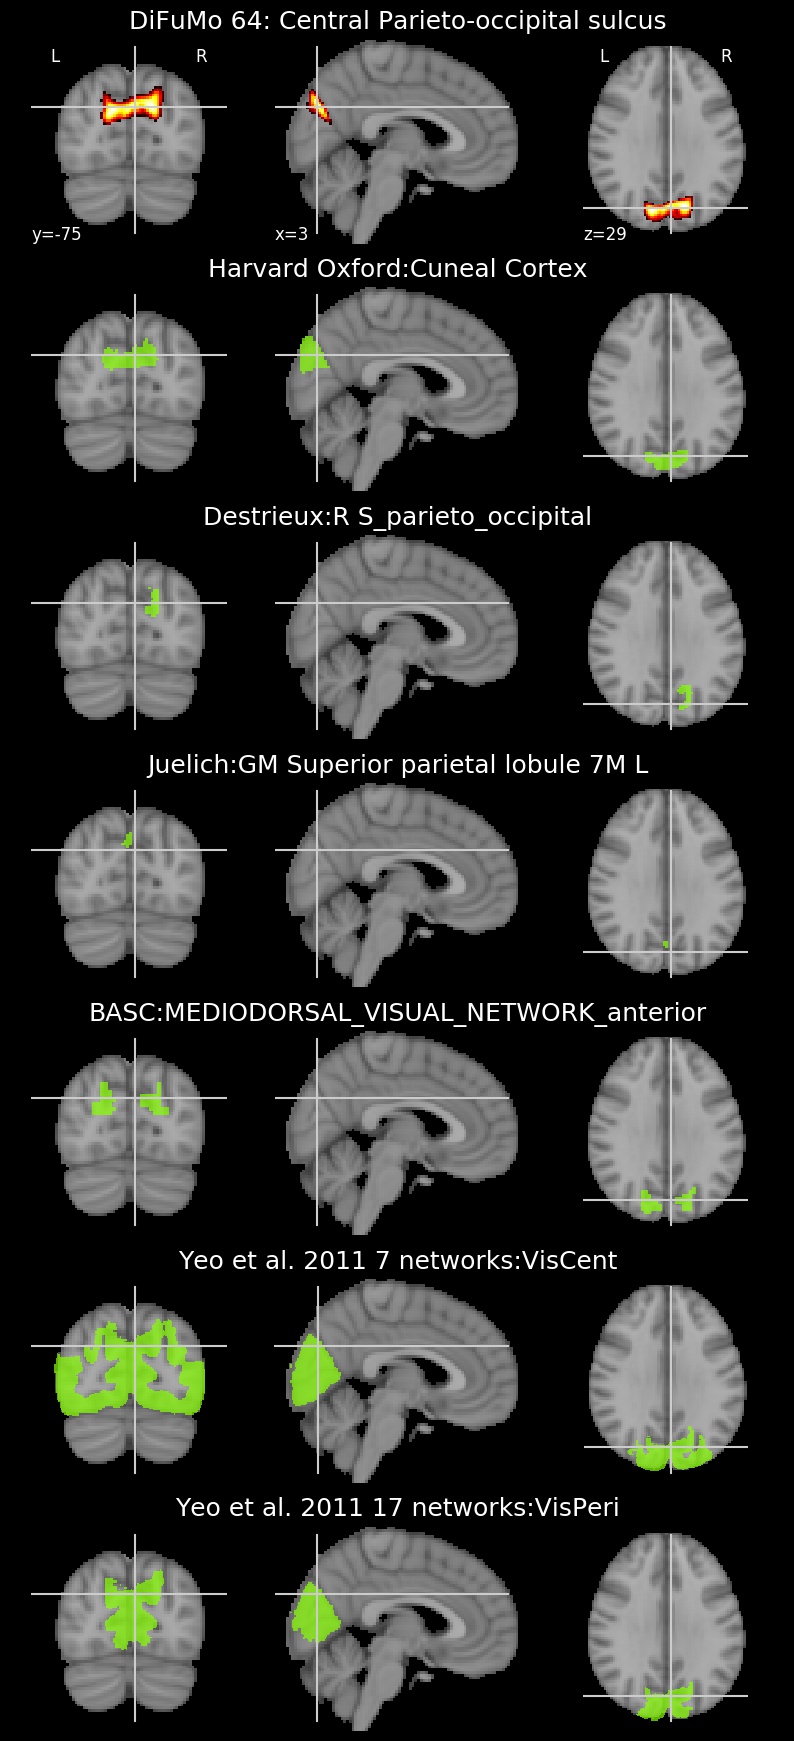 DiFuMo 64: Central Parieto-occipital sulcus
L R L R
y=-75 x=3 z=29
Harvard Oxford:Cuneal Cortex
Destrieux:R S_parieto_occipital
Juelich:GM Superior parietal lobule 7M L
BASC:MEDIODORSAL_VISUAL_NETWORK_anterior
Yeo et al. 2011 7 networks:VisCent
Yeo et al. 2011 17 networks:VisPeri